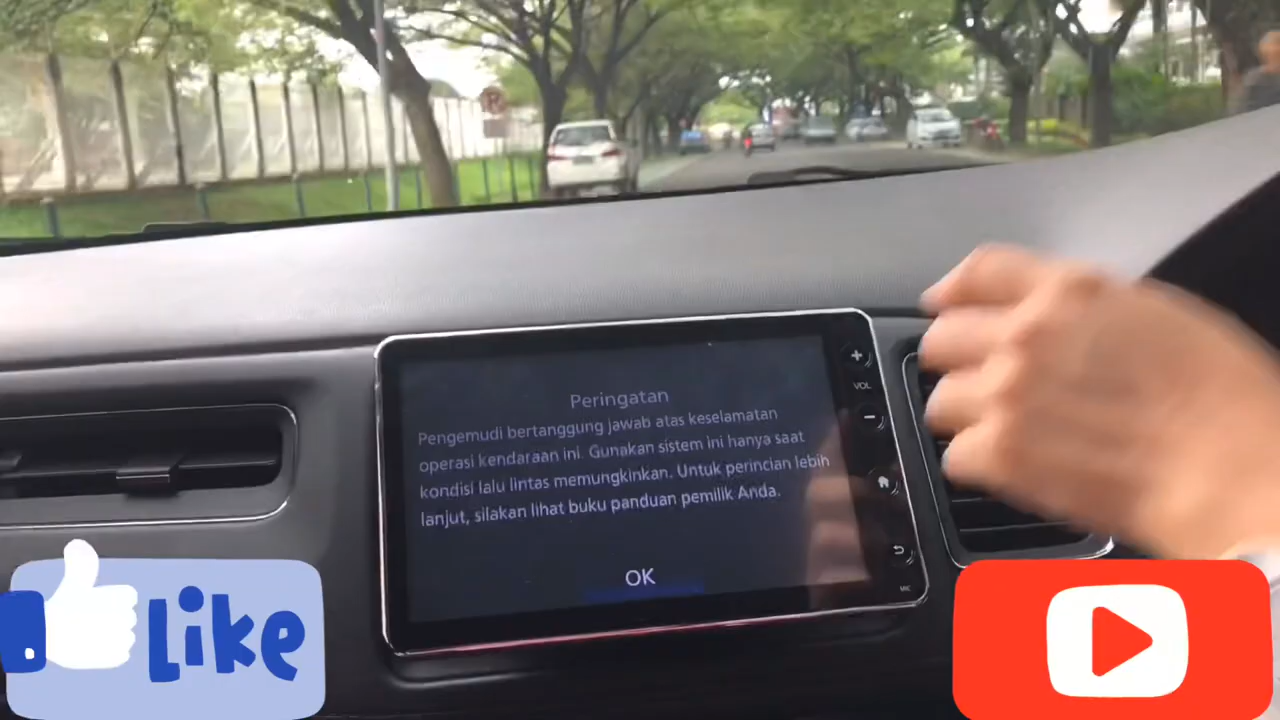 Peringatan
Pengemudi bertanggung jawab atas keselamatan
operasi kendaraan ini. Gunakan sistem ini hanya saat
kondisi lalu lintas memungkinkan. Untuk perincian lebih
lanjut, silakan lihat buku panduan pemilik Anda.
OK
+
VOL
-
MIC
Like